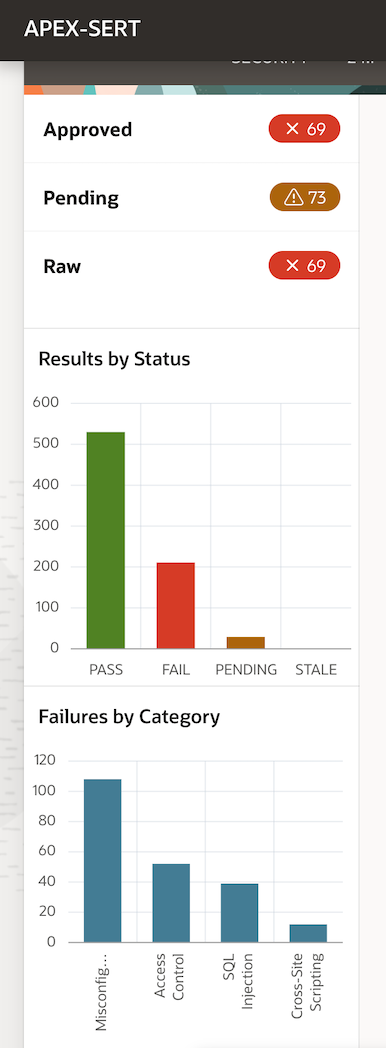 APEX-SERT
Approved
69
Pending
73
Raw
69
Results by Status
600
500
400
300
200
100
0
PASS FAIL PENDING STALE
Failures by Category
120
100
80
60
40
20
0
Misconfig...
Access
Control
SQL
Injection
Cross-Site
Scripting